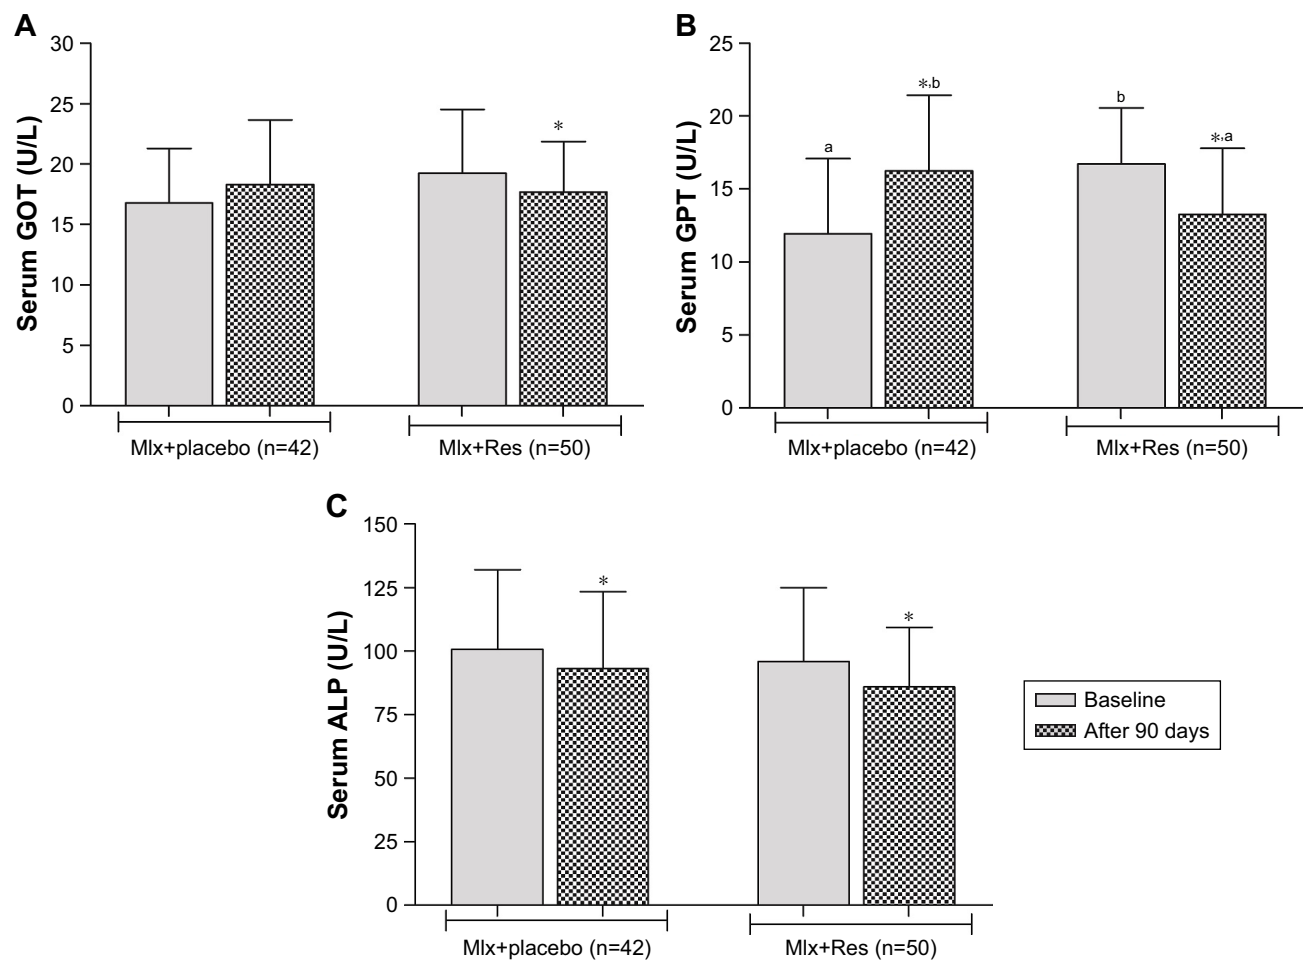 A
Serum GOT (U/L)
30
25
20
15
10
5
0
*
Mlx+placebo (n=42)
Mlx+Res (n=50)
B
Serum GPT (U/L)
25
20
15
10
5
0
a
*,b
b
*,a
Mlx+placebo (n=42)
Mlx+Res (n=50)
C
Serum ALP (U/L)
150
125
100
75
50
25
0
*
*
Mlx+placebo (n=42)
Mlx+Res (n=50)
Baseline
After 90 days